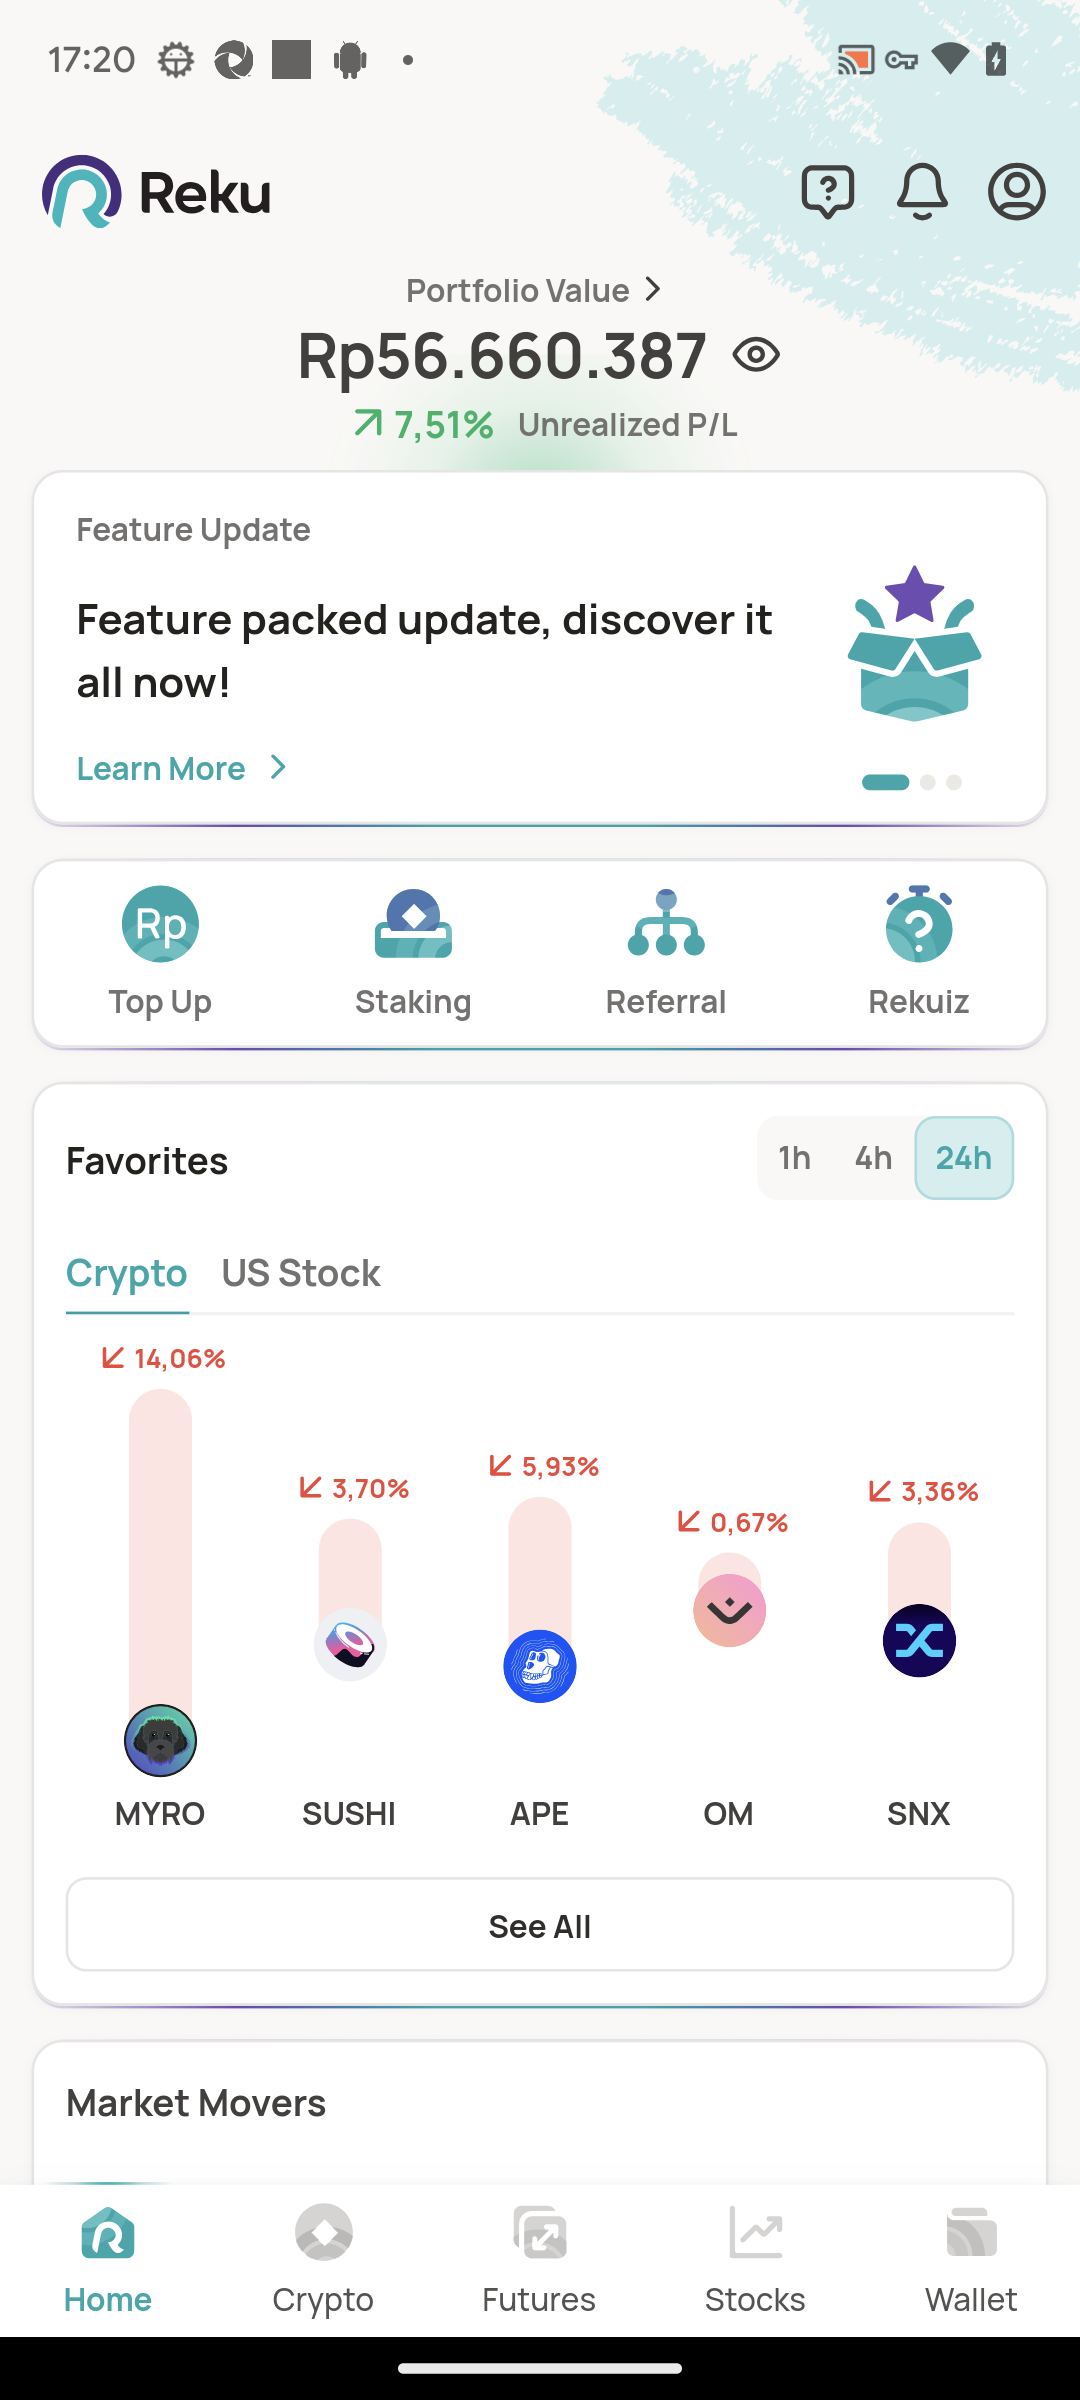 17:20
Reku
Portfolio Value
Rp56.660.387
7,51% Unrealized P/L
Feature Update
Feature packed update, discover it
all now!
Learn More
Rp
Top Up
Staking
Referral
Rekuiz
Favorites
1h 4h 24h
Crypto US Stock
14,06%
3,70%
5,93%
0,67%
3,36%
MYRO
SUSHI
APE
OM
SNX
See All
Market Movers
Home
Crypto
Futures
Stocks
Wallet